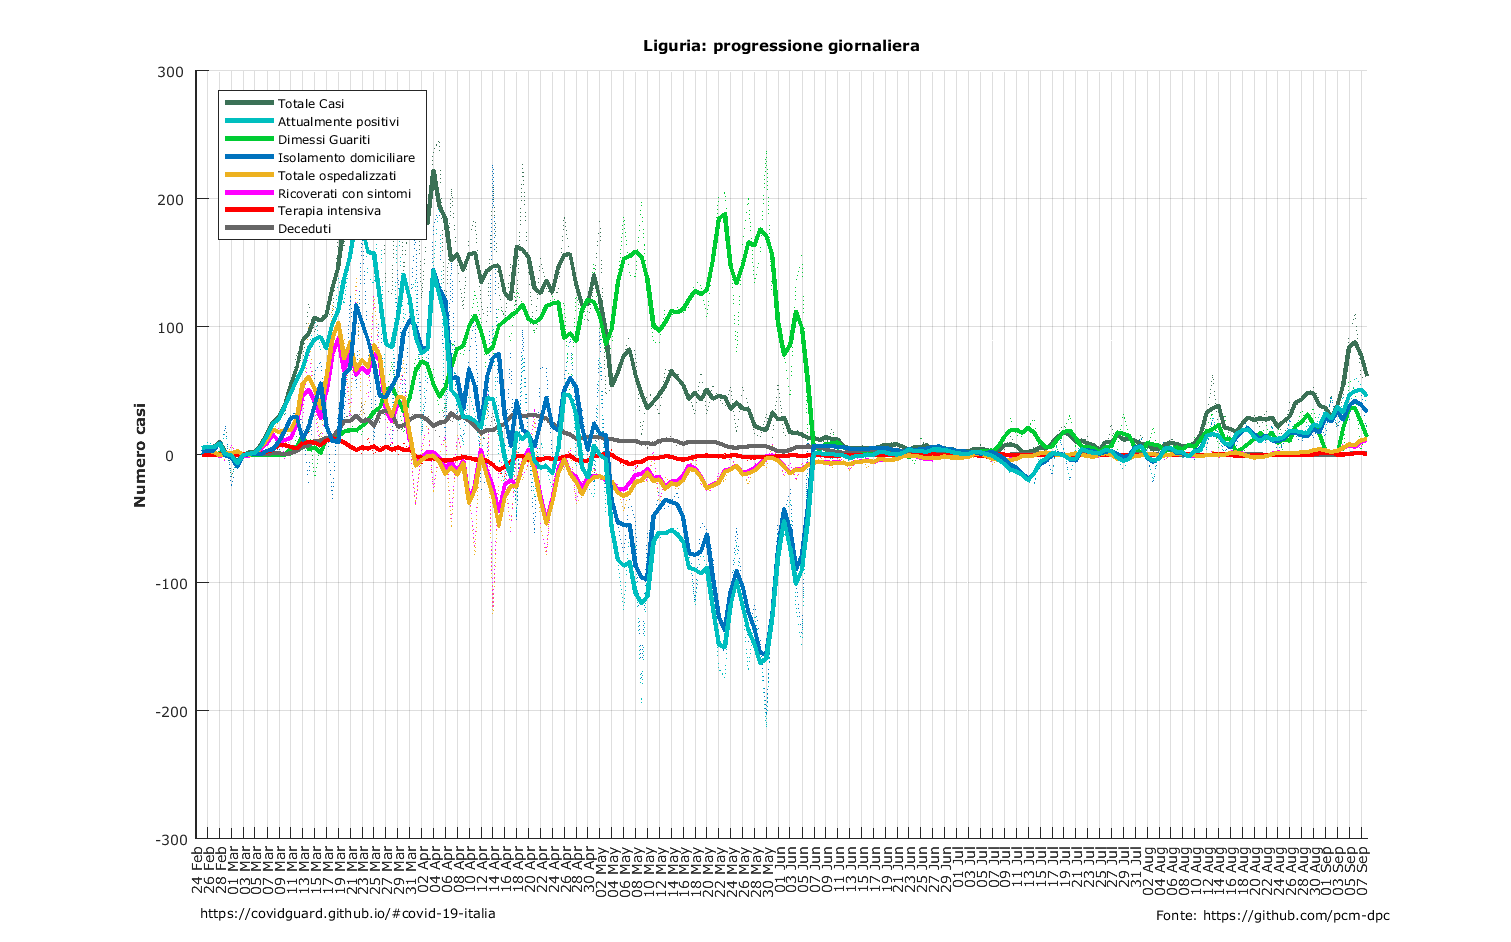 Liguria: progressione giornaliera
300
200
100
0
-100
-200
-300
Numero casi
Totale Casi
Attualmente positivi
Dimessi Guariti
Isolamento domiciliare
Totale ospedalizzati
Ricoverati con sintomi
Terapia intensiva
Deceduti
24 Feb
26 Feb
28 Feb
01 Mar
03 Mar
05 Mar
07 Mar
09 Mar
11 Mar
13 Mar
15 Mar
17 Mar
19 Mar
21 Mar
23 Mar
25 Mar
27 Mar
29 Mar
31 Mar
02 Apr
04 Apr
06 Apr
08 Apr
10 Apr
12 Apr
14 Apr
16 Apr
18 Apr
20 Apr
22 Apr
24 Apr
26 Apr
28 Apr
30 Apr
02 May
04 May
06 May
08 May
10 May
12 May
14 May
16 May
18 May
20 May
22 May
24 May
26 May
28 May
30 May
01 Jun
03 Jun
05 Jun
07 Jun
09 Jun
11 Jun
13 Jun
15 Jun
17 Jun
19 Jun
21 Jun
23 Jun
25 Jun
27 Jun
29 Jun
01 Jul
03 Jul
05 Jul
07 Jul
09 Jul
11 Jul
13 Jul
15 Jul
17 Jul
19 Jul
21 Jul
23 Jul
25 Jul
27 Jul
29 Jul
31 Jul
02 Aug
04 Aug
06 Aug
08 Aug
10 Aug
12 Aug
14 Aug
16 Aug
18 Aug
20 Aug
22 Aug
24 Aug
26 Aug
28 Aug
30 Aug
01 Sep
03 Sep
05 Sep
07 Sep
https://covidguard.github.io/#covid-19-italia
Fonte: https://github.com/pcm-dpc